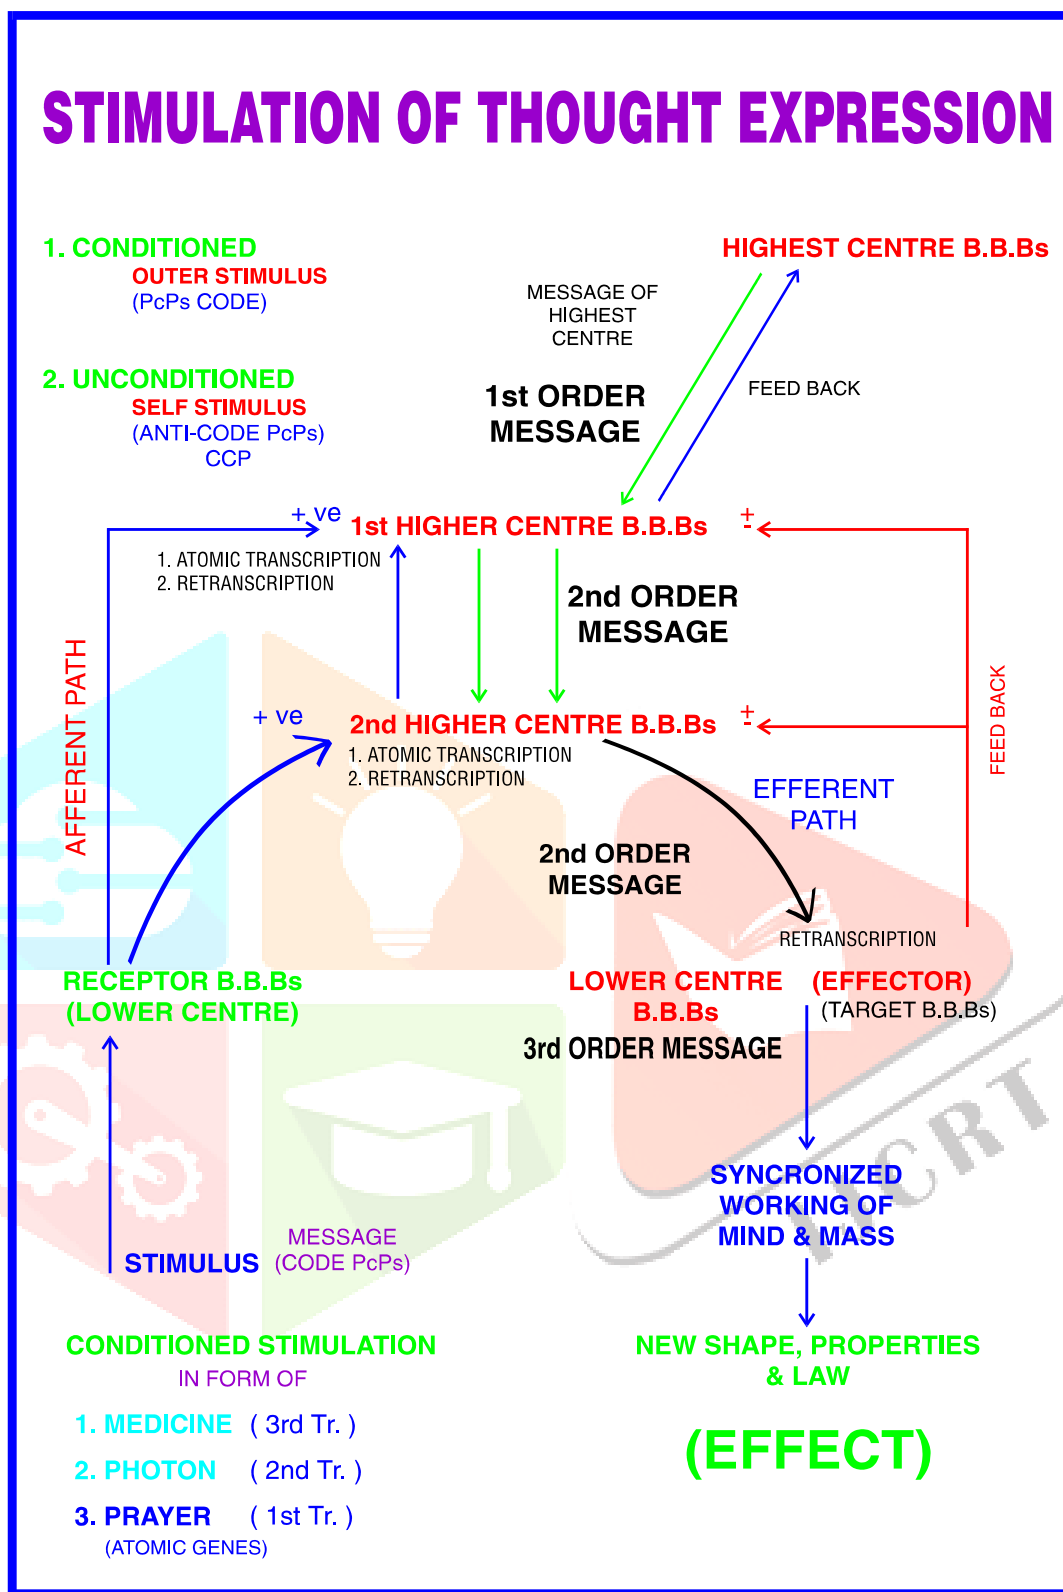 STIMULATION OF THOUGHT EXPRESSION
1. CONDITIONED
OUTER STIMULUS
(PcPs CODE)
2. UNCONDITIONED
SELF STIMULUS
(ANTI-CODE PcPs)
CCP
HIGHEST CENTRE B.B.Bs
MESSAGE OF
HIGHEST
CENTRE
1st ORDER
MESSAGE
FEED BACK
+ ve
1st HIGHER CENTRE B.B.Bs
±
1. ATOMIC TRANSCRIPTION
2. RETRANSCRIPTION
2nd ORDER
MESSAGE
AFFERENT PATH
FEED BACK
+ ve
2nd HIGHER CENTRE B.B.Bs
±
1. ATOMIC TRANSCRIPTION
2. RETRANSCRIPTION
EFFERENT
PATH
2nd ORDER
MESSAGE
RETRANSCRIPTION
RECEPTOR B.B.Bs
(LOWER CENTRE)
LOWER CENTRE
B.B.Bs
(EFFECTOR)
(TARGET B.B.Bs)
3rd ORDER MESSAGE
SYNCRONIZED
WORKING OF
MIND & MASS
STIMULUS
MESSAGE
(CODE PcPs)
IJCRT
CONDITIONED STIMULATION
IN FORM OF
1. MEDICINE ( 3rd Tr. )
2. PHOTON ( 2nd Tr. )
3. PRAYER ( 1st Tr. )
(ATOMIC GENES)
NEW SHAPE, PROPERTIES
& LAW
(EFFECT)